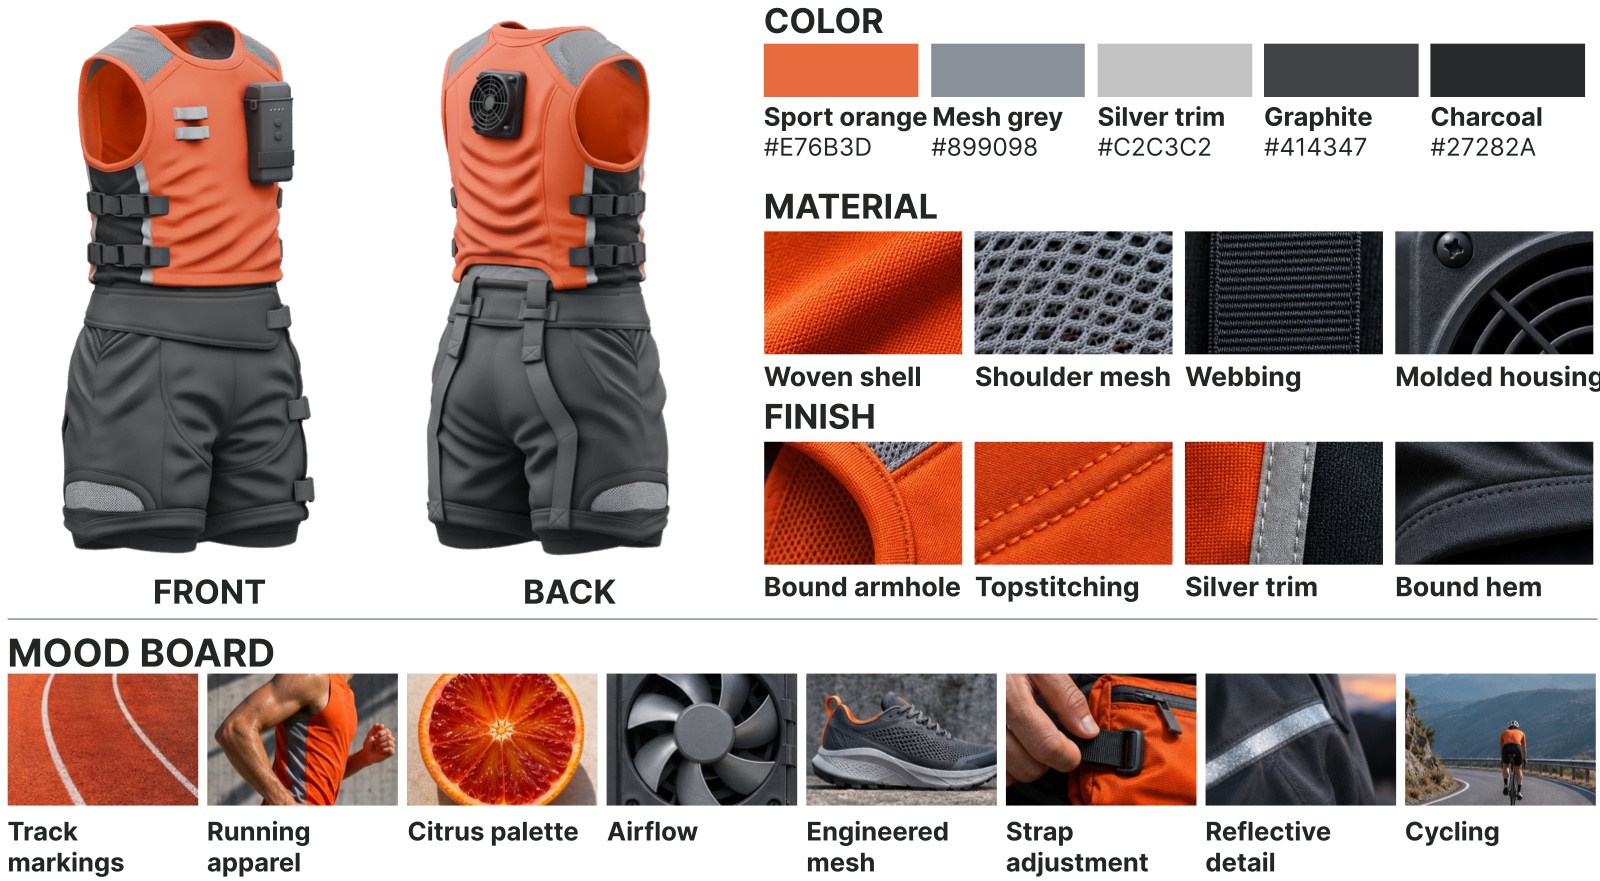 COLOR
Sport orange
#E76B3D
Mesh grey
#899098
Silver trim
#C2C3C2
Graphite
#414347
Charcoal
#27282A
MATERIAL
Woven shell
Shoulder mesh
Webbing
Molded housing
FINISH
Bound armhole
Topstitching
Silver trim
Bound hem
FRONT
BACK
MOOD BOARD
Track
markings
Running
apparel
Citrus palette
Airflow
Engineered
mesh
Strap
adjustment
Reflective
detail
Cycling